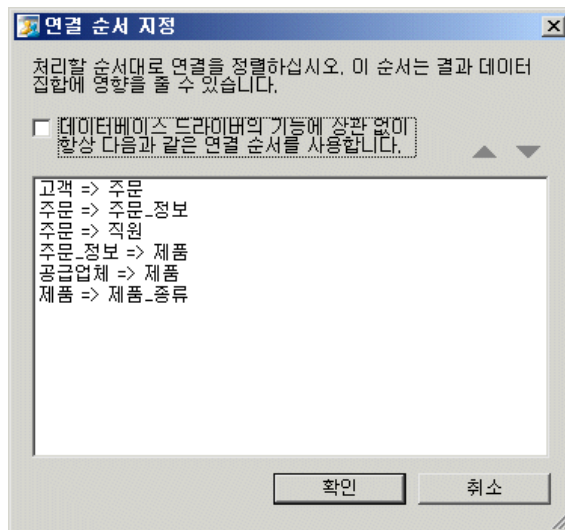 연결 순서 지정
처리할 순서대로 연결을 정렬하십시오. 이 순서는 결과 데이터
집합에 영향을 줄 수 있습니다.
데이터베이스 드라이버의 기능에 상관 없이
항상 다음과 같은 연결 순서를 사용합니다.
고객 => 주문
주문 => 주문_정보
주문 => 직원
주문_정보 => 제품
공급업체 => 제품
제품 => 제품_종류
확인
취소